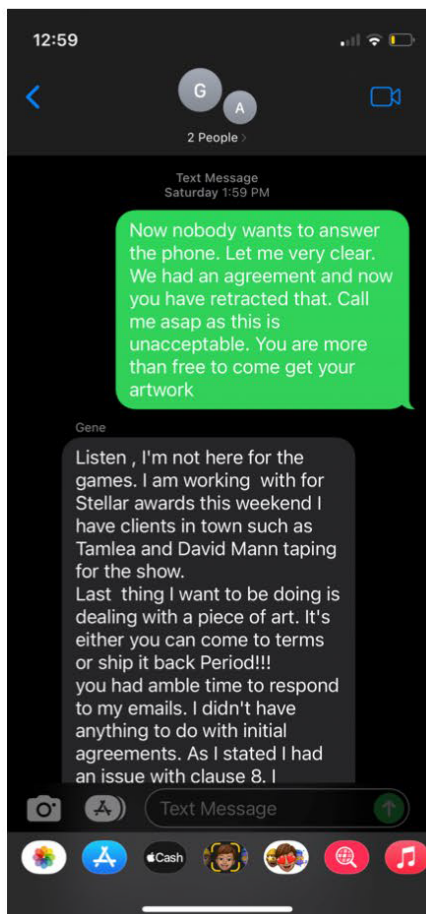 12:59
G
A
2 People >
Text Message
Saturday 1:59 PM
Now nobody wants to answer
the phone. Let me very clear.
We had an agreement and now
you have retracted that. Call
me asap as this is
unacceptable. You are more
than free to come get your
artwork
Gene
Listen , I'm not here for the
games. I am working with for
Stellar awards this weekend I
have clients in town such as
Tamlea and David Mann taping
for the show.
Last thing I want to be doing is
dealing with a piece of art. It's
either you can come to terms
or ship it back Period!!!
you had amble time to respond
to my emails. I didn't have
anything to do with initial
agreements. As I stated I had
an issue with clause 8. I
Text Message
Cash